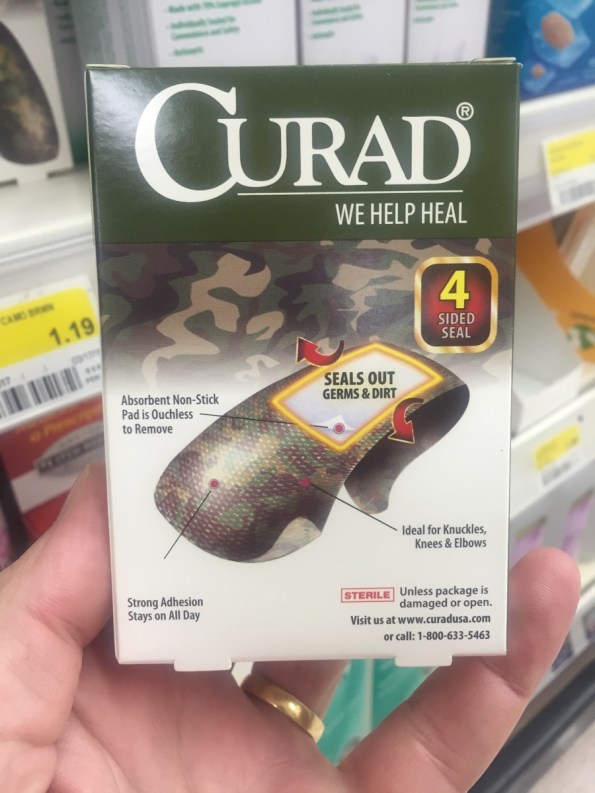 CURAD®
WE HELP HEAL
4
SIDED
SEAL
SEALS OUT
GERMS & DIRT
Absorbent Non-Stick
Pad is Ouchless
to Remove
Ideal for Knuckles,
Knees & Elbows
Strong Adhesion
Stays on All Day
STERILE Unless package is
damaged or open.
Visit us at www.curadusa.com
or call: 1-800-633-5463
CAMO
1.19